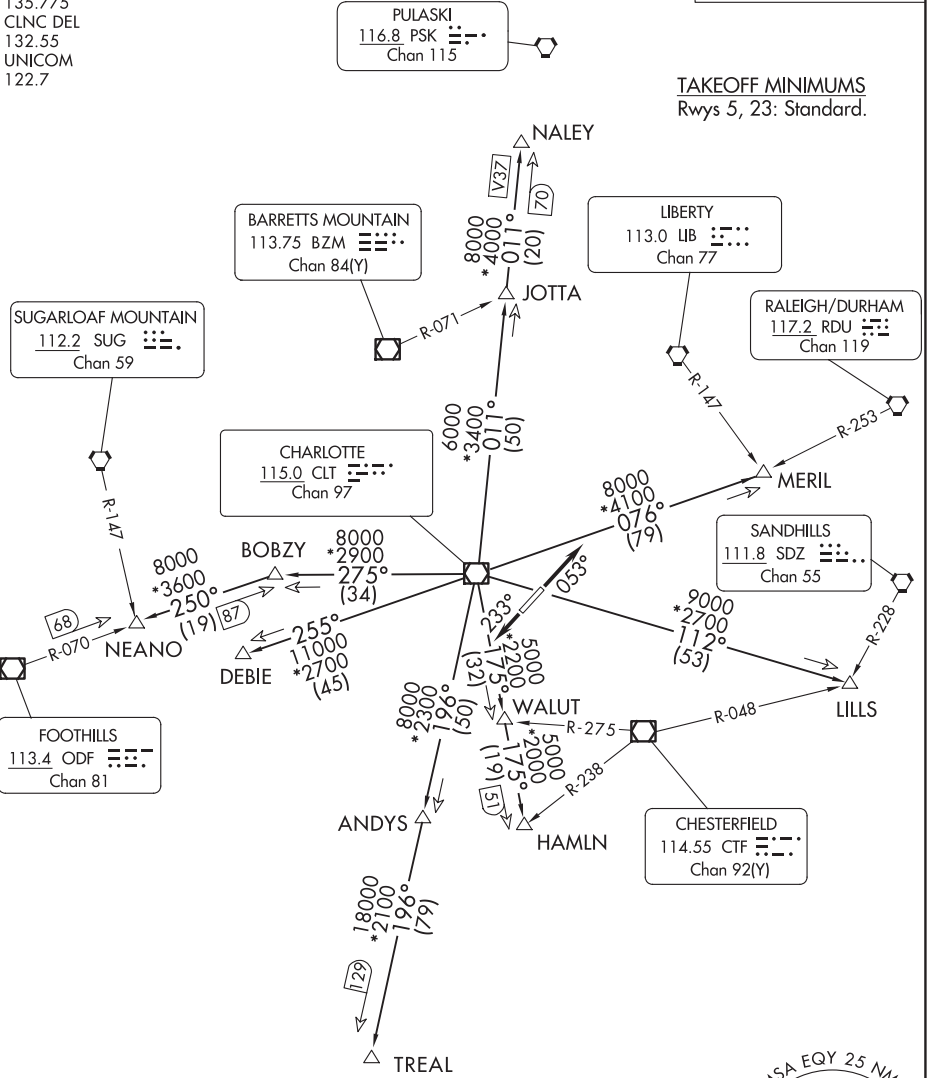 135.775
CLNC DEL
132.55
UNICOM
122.7
PULASKI
116.8 PSK
Chan 115
TAKEOFF MINIMUMS
Rwys 5, 23: Standard.
NALEY
V37
70
8000
*4000
011°
(20)
BARRETTS MOUNTAIN
113.75 BZM
Chan 84(Y)
LIBERTY
113.0 LIB
Chan 77
JOTTA
R-071
SUGARLOAF MOUNTAIN
112.2 SUG
Chan 59
RALEIGH/DURHAM
117.2 RDU
Chan 119
R-147
R-253
6000
*3400
011°
(50)
CHARLOTTE
115.0 CLT
Chan 97
MERIL
8000
*4100
076°
(79)
R-147
SANDHILLS
111.8 SDZ
Chan 55
BOBZY
8000
*2900
275°
(34)
8000
*3600
250°
(19)
87
053°
233°
9000
*2700
112°
(53)
R-228
68
R-070
NEANO
DEBIE
255°
11000
*2700
(45)
5000
*2200
175°
(32)
8000
*2300
196°
(50)
WALUT
R-275
R-048
LILLS
FOOTHILLS
113.4 ODF
Chan 81
5000
*2000
175°
(19)
51
R-238
ANDYS
HAMLN
CHESTERFIELD
114.55 CTF
Chan 92(Y)
18000
*2100
196°
(79)
129
TREAL
MSA EQY 25 NM